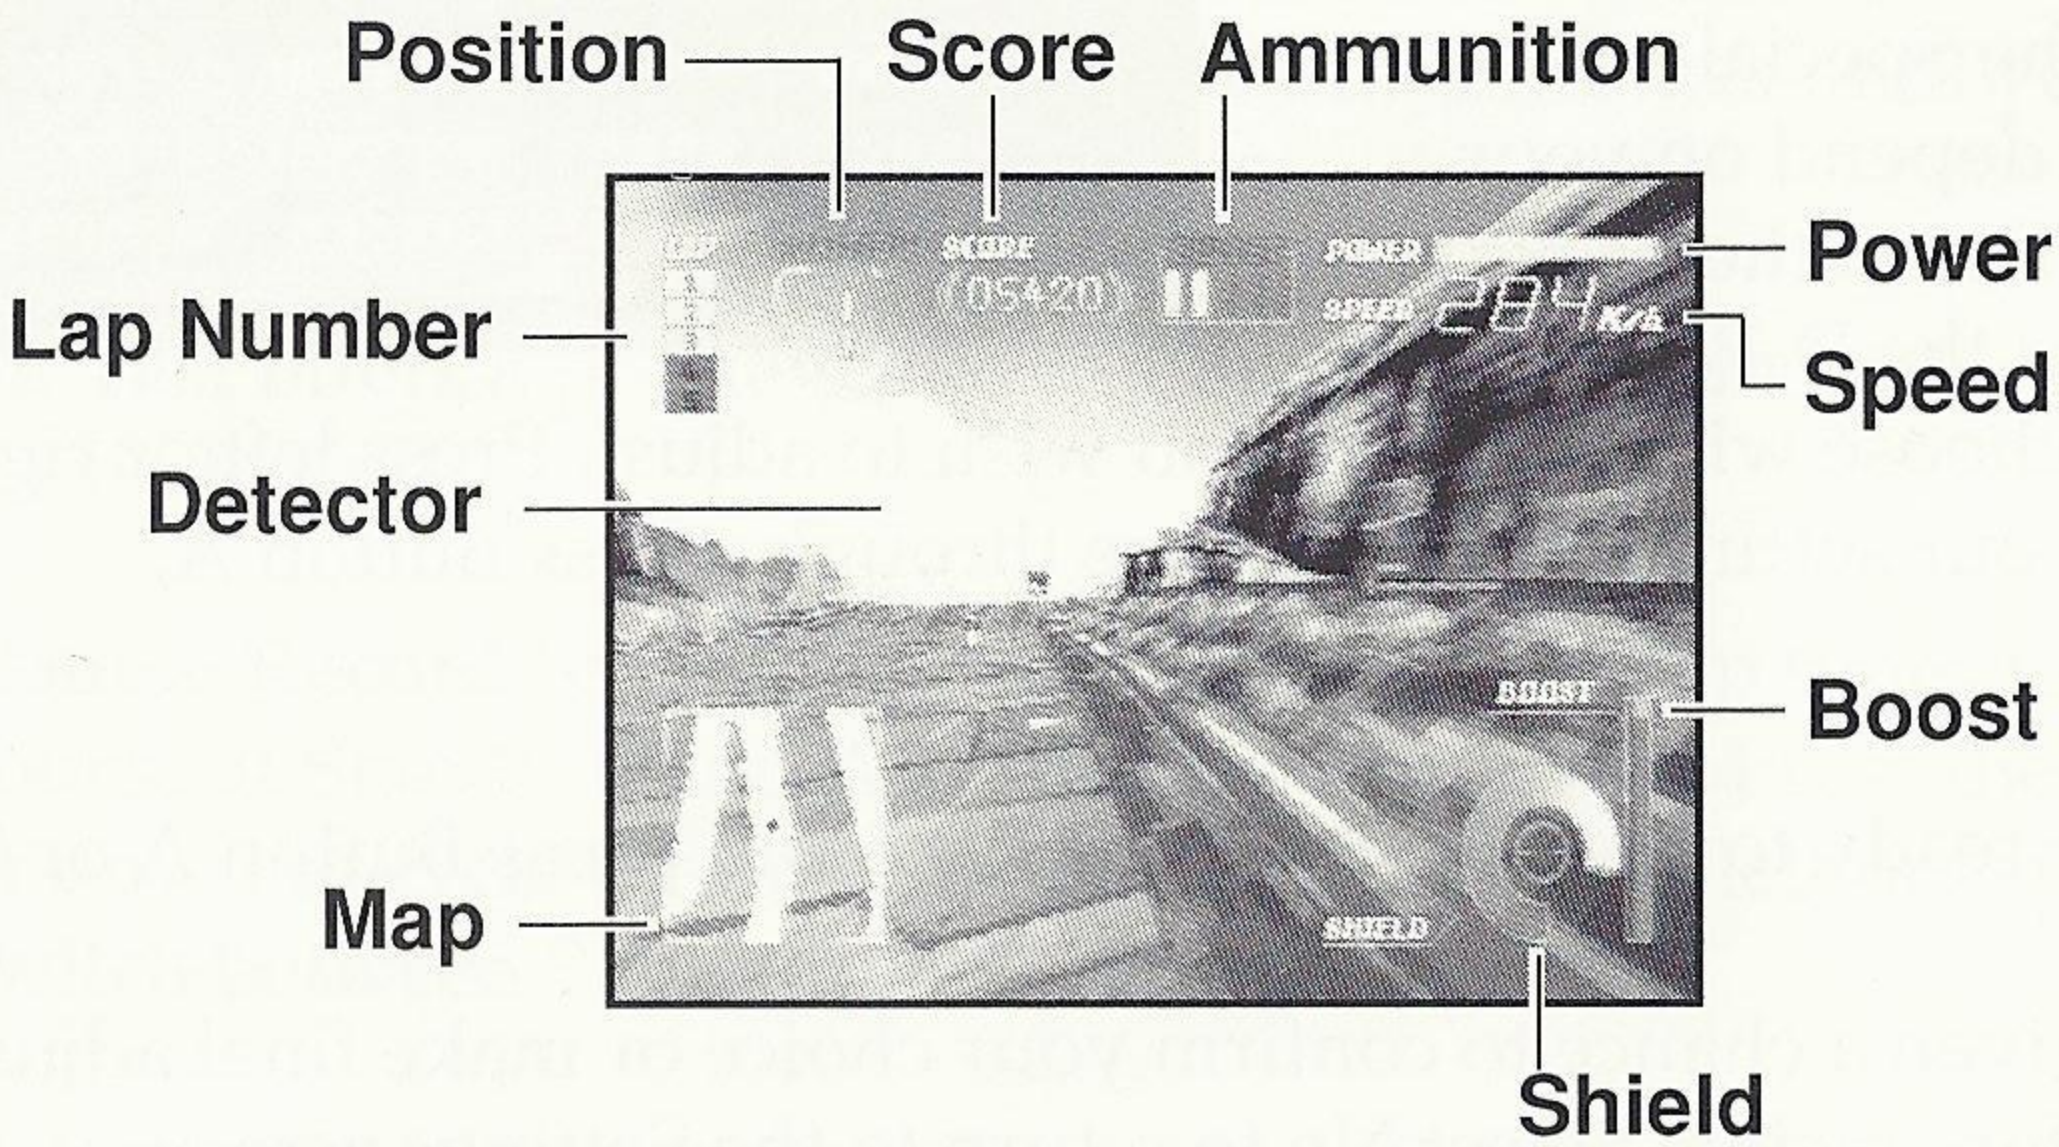 Position
Score
Ammunition
Lap Number
Detector
Map
Power
Speed
Boost
Shield
SCORE
(05420)
POWER
SPEED 284 K/h
BOOST
SHIELD